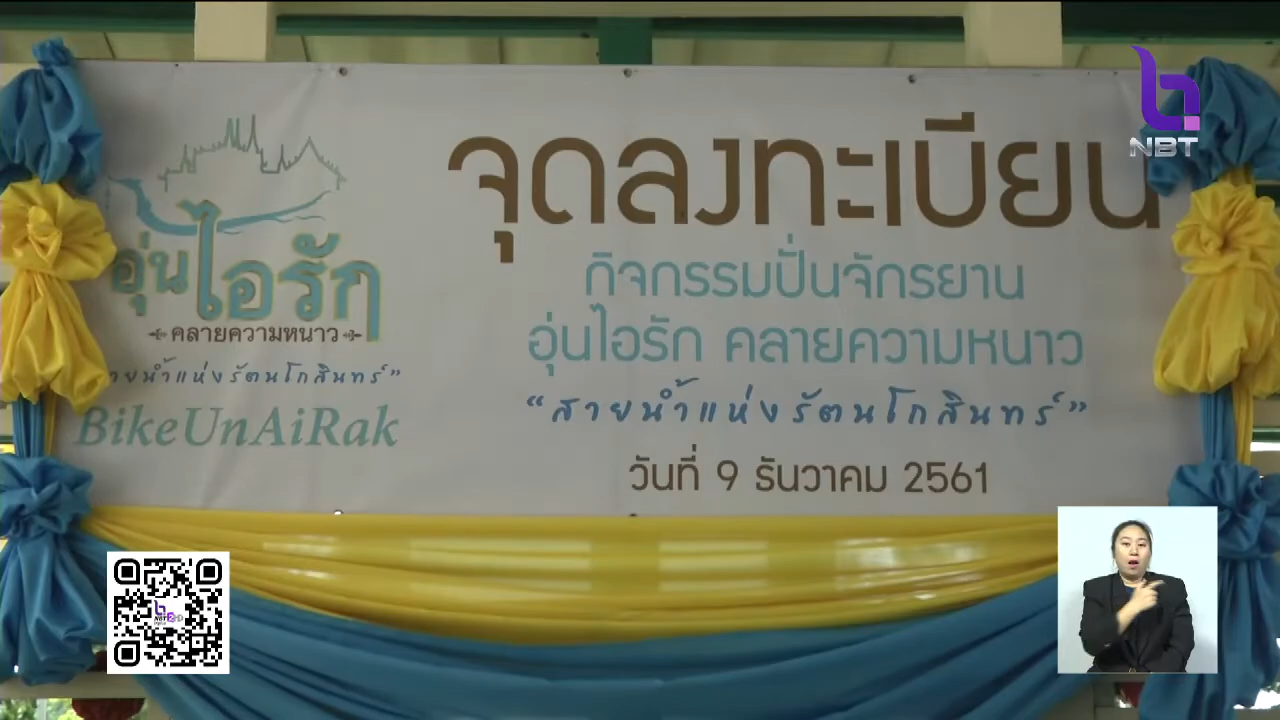 จุดลงทะเบียน
กิจกรรมปั่นจักรยาน
อุ่นไอรัก คลายความหนาว
“สายน้ำแห่งรัตนโกสินทร์”
วันที่ 9 ธันวาคม 2561
อุ่นไอรัก
คลายความหนาว
ายน้ำแห่งรัตนโกสินทร์”
BikeUnAiRak
NBT